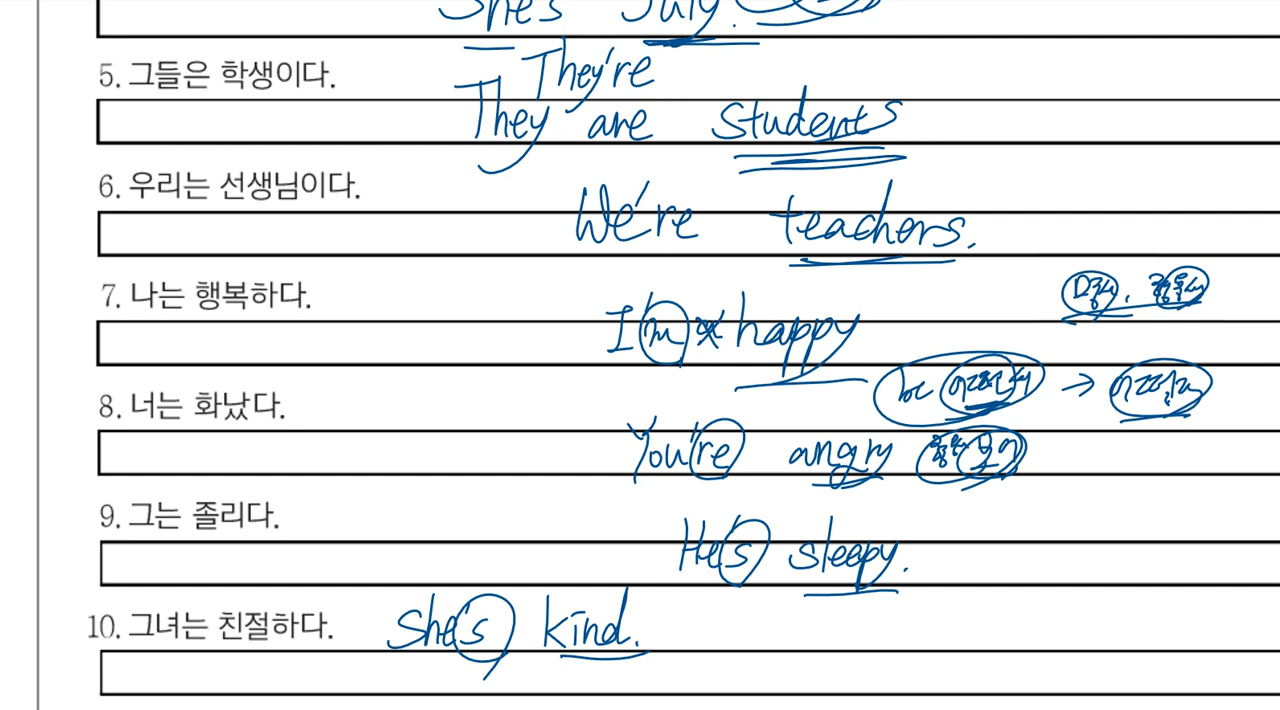 She's July.
5. 그들은 학생이다.
They're
They are students
6. 우리는 선생님이다.
We're teachers.
7. 나는 행복하다.
I'm happy
8. 너는 화났다.
be →
You're angry
9. 그는 졸리다.
He's sleepy.
10. 그녀는 친절하다.
She's kind.